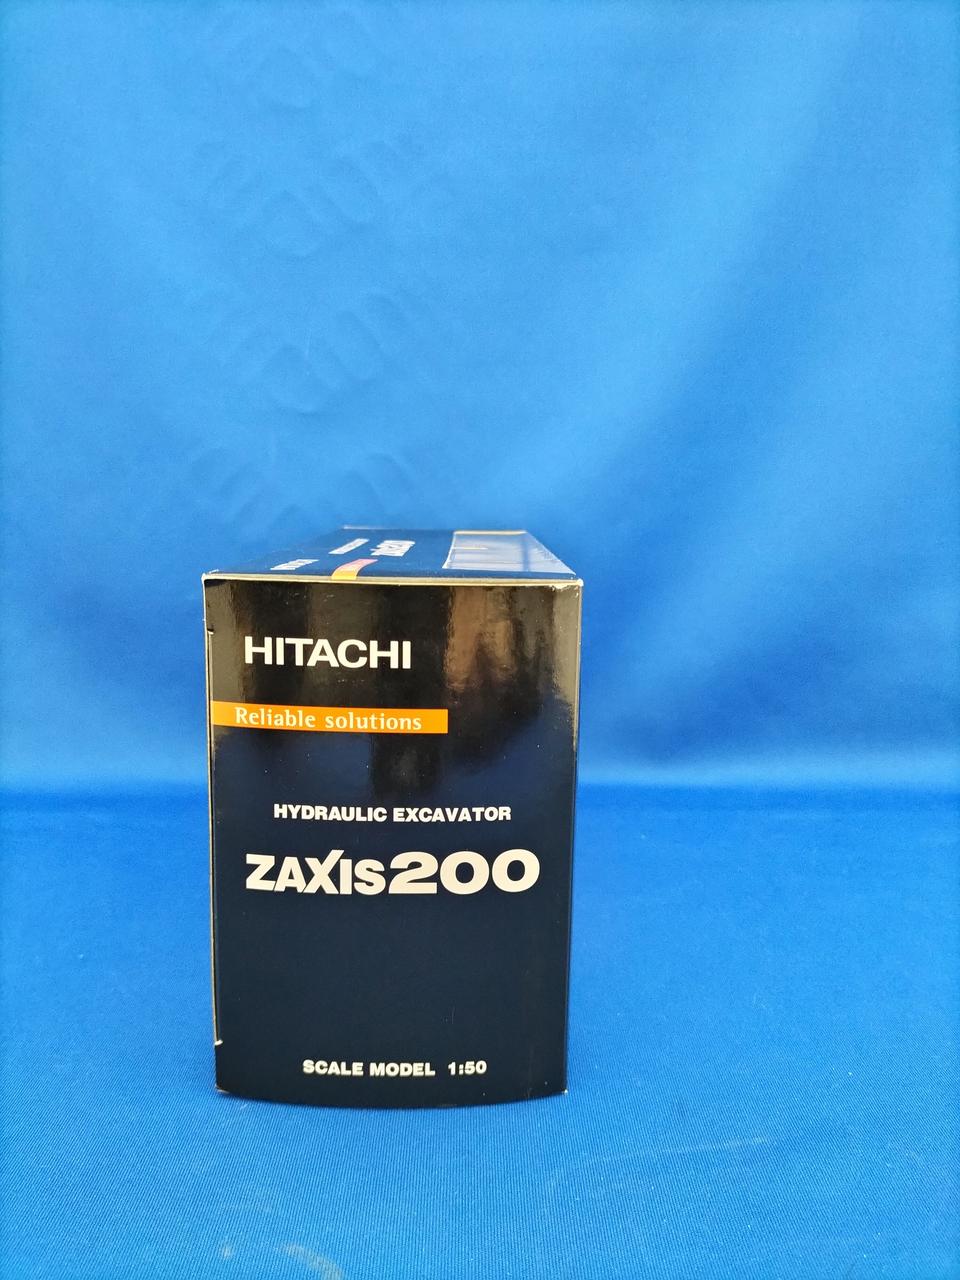 HITACHI
Reliable solutions
HYDRAULIC EXCAVATOR
ZAXIS200
SCALE MODEL 1:50